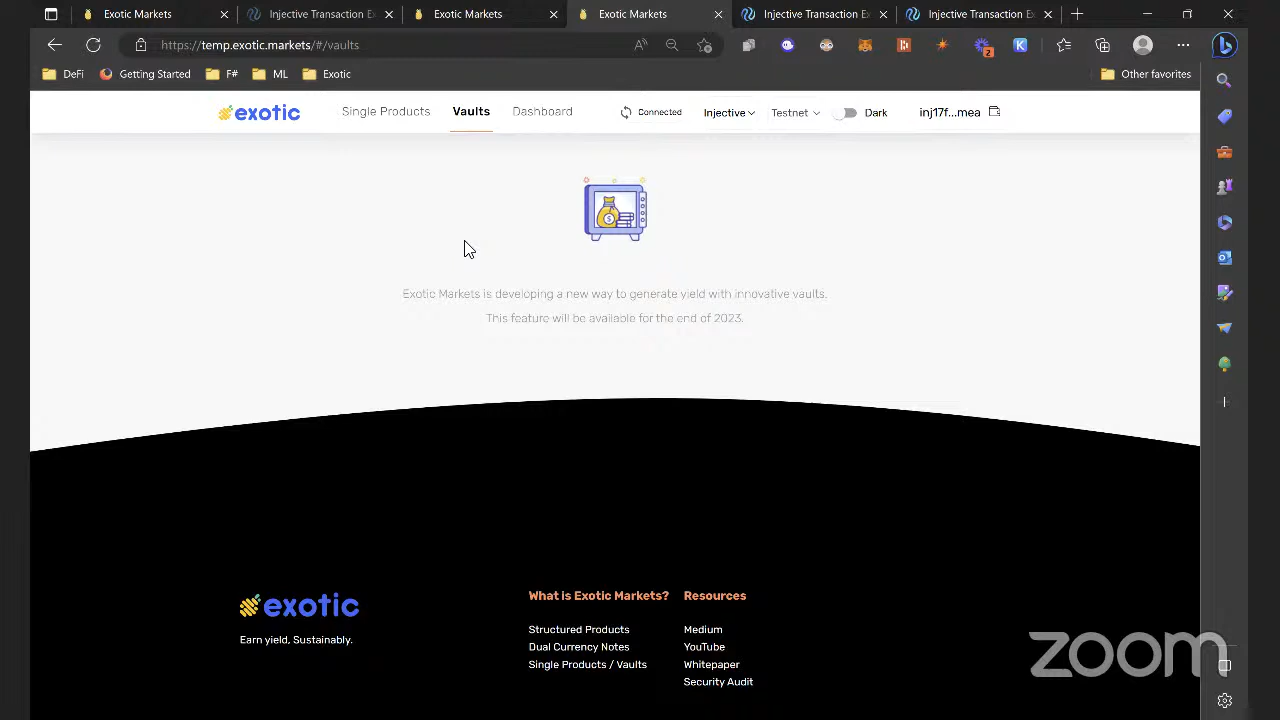 Exotic Markets
Injective Transaction Ex
Exotic Markets
Exotic Markets
Injective Transaction Ex
Injective Transaction Ex
https://temp.exotic.markets/#/vaults
DeFi
Getting Started
F#
ML
Exotic
Other favorites
exotic
Single Products
Vaults
Dashboard
Connected
Injective
Testnet
Dark
inj17f...mea
Exotic Markets is developing a new way to generate yield with innovative vaults.
This feature will be available for the end of 2023.
exotic
Earn yield, Sustainably.
What is Exotic Markets?
Structured Products
Dual Currency Notes
Single Products / Vaults
Resources
Medium
YouTube
Whitepaper
Security Audit
zoom